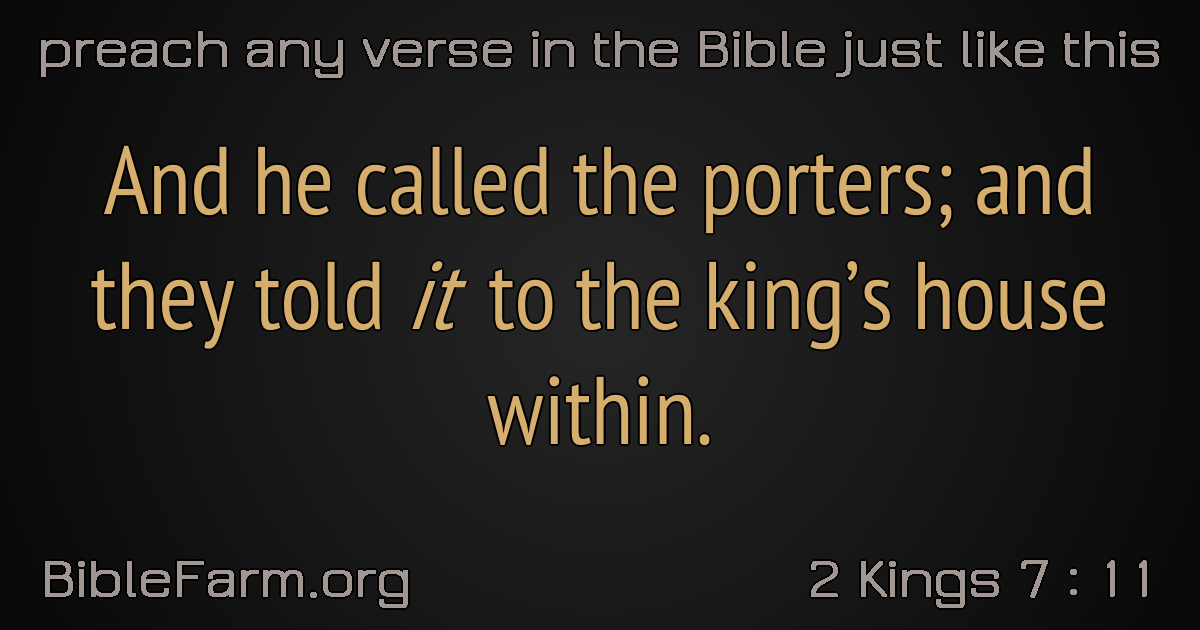 preach any verse in the Bible just like this
And he called the porters; and
they told it to the king’s house
within.
BibleFarm.org
2 Kings 7 : 11